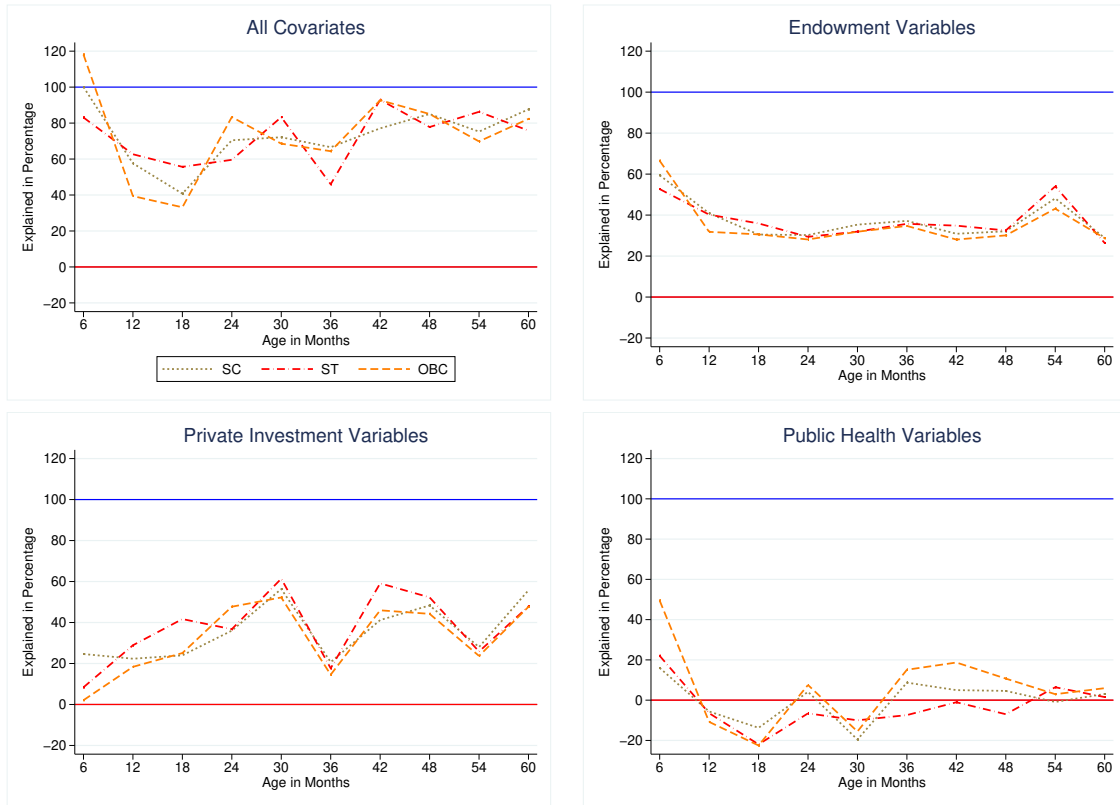 All Covariates
Explained in Percentage
120
100
80
60
40
20
0
−20
6 12 18 24 30 36 42 48 54 60
Age in Months
SC ST OBC
Endowment Variables
Explained in Percentage
120
100
80
60
40
20
0
−20
6 12 18 24 30 36 42 48 54 60
Age in Months
Private Investment Variables
Explained in Percentage
120
100
80
60
40
20
0
−20
6 12 18 24 30 36 42 48 54 60
Age in Months
Public Health Variables
Explained in Percentage
120
100
80
60
40
20
0
−20
6 12 18 24 30 36 42 48 54 60
Age in Months